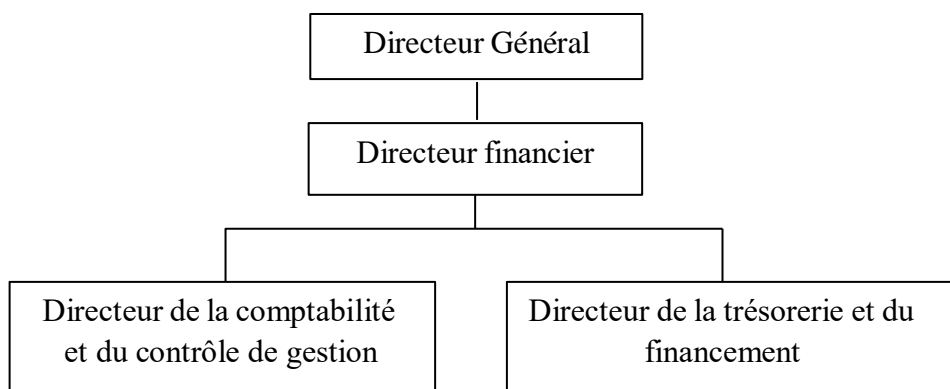 Directeur Général
Directeur financier
Directeur de la comptabilité
et du contrôle de gestion
Directeur de la trésorerie et du
financement